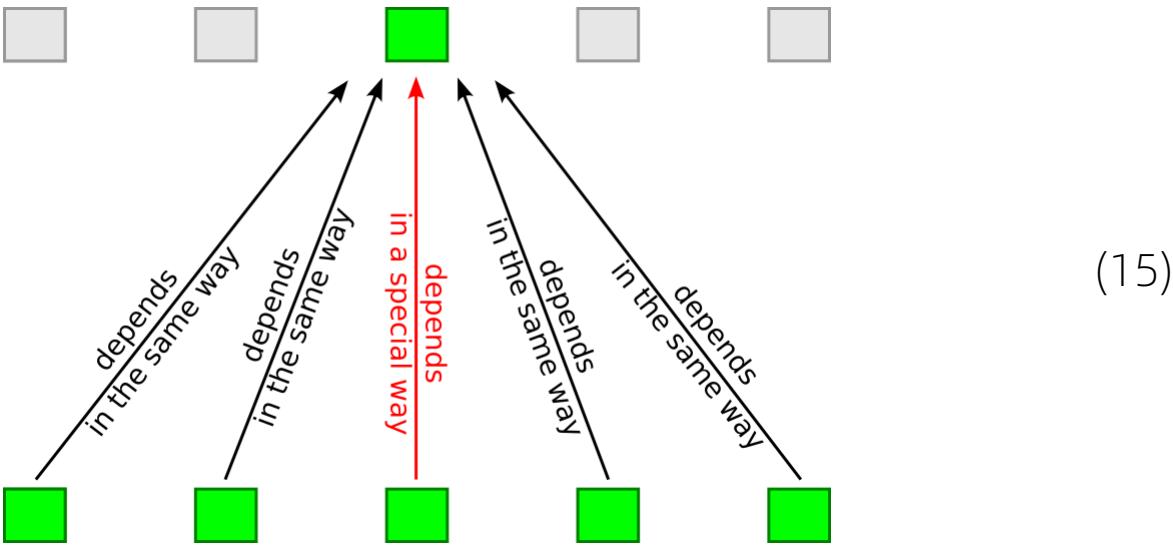 depends
in the same way
depends
in the same way
depends
in a special way
depends
in the same way
depends
in the same way
(15)